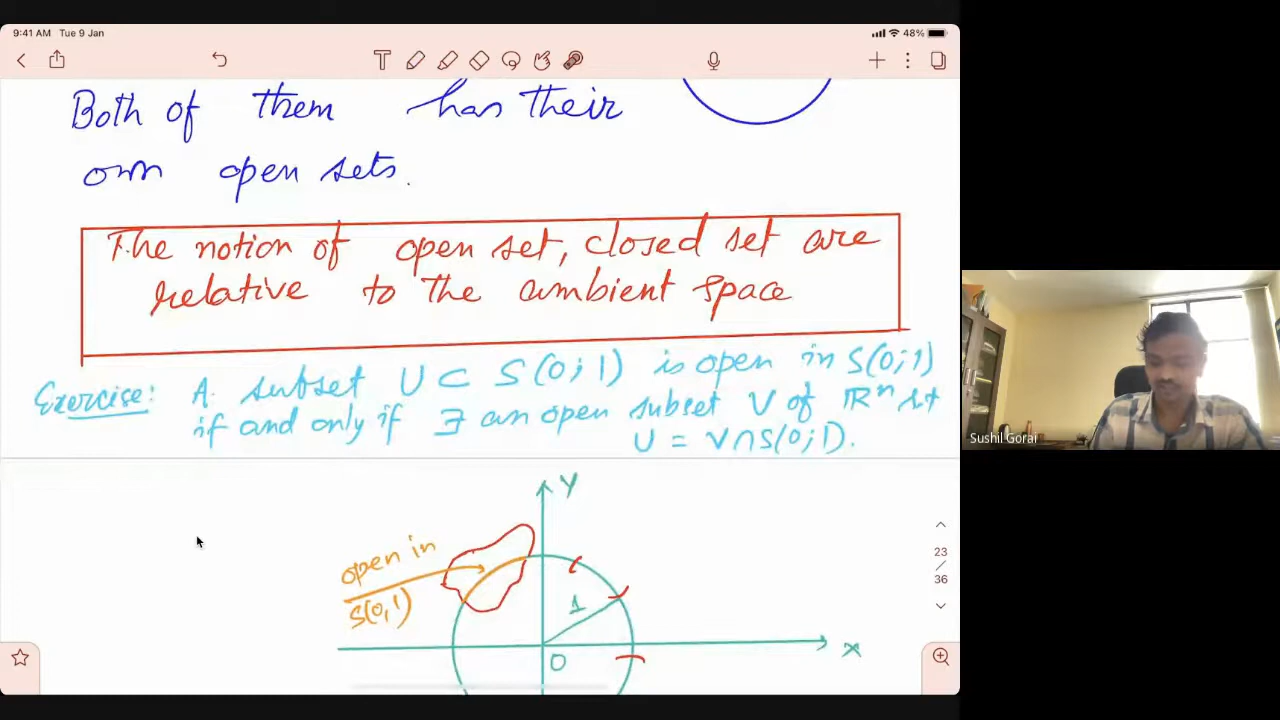 9:41 AM Tue 9 Jan
48%
T
Both of them has their
own open sets.
The notion of open set, closed set are
relative to the ambient space
Exercise: A subset U ⊂ S(0;1) is open in S(0;1)
if and only if ∃ an open subset V of ℝⁿ st
U = V∩S(0;1).
Sushil Gorai
Y
open in
S(0,1)
1
O
X
23
/
36